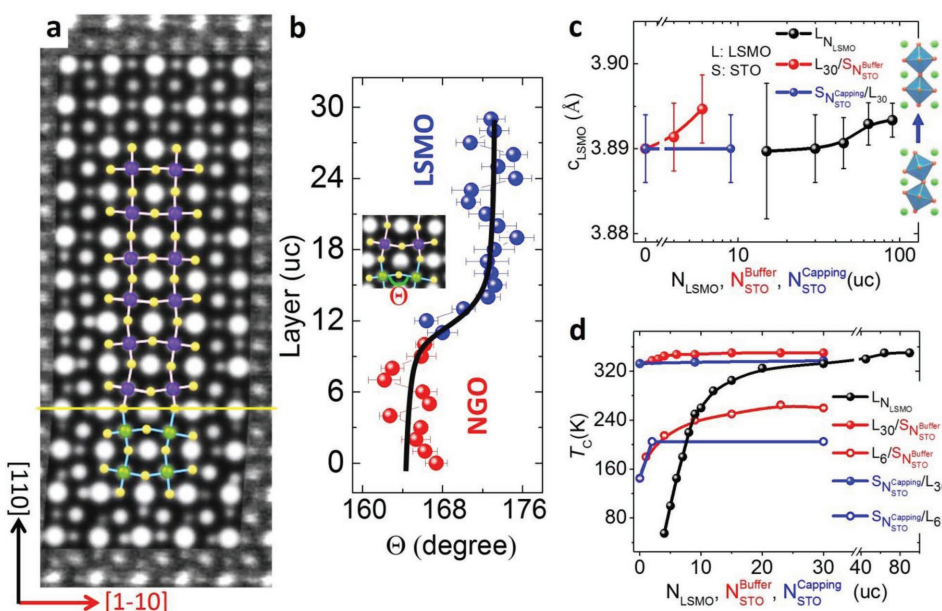 a
[110]
[1-10]
b
30
24
18
12
6
0
Layer (uc)
LSMO
NGO
Θ
160
168
176
Θ (degree)
c
L: LSMO
S: STO
L_N_LSMO
L_30/S_N_STO^Buffer
S_N_STO^Capping/L_30
3.90
3.89
3.88
c_LSMO (Å)
0
10
100
N_LSMO, N_STO^Buffer, N_STO^Capping (uc)
d
320
240
160
80
T_C(K)
L_N_LSMO
L_30/S_N_STO^Buffer
L_6/S_N_STO^Buffer
S_N_STO^Capping/L_3
S_N_STO^Capping/L_6
0
10
20
30
40
60
80
N_LSMO, N_STO^Buffer, N_STO^Capping (uc)